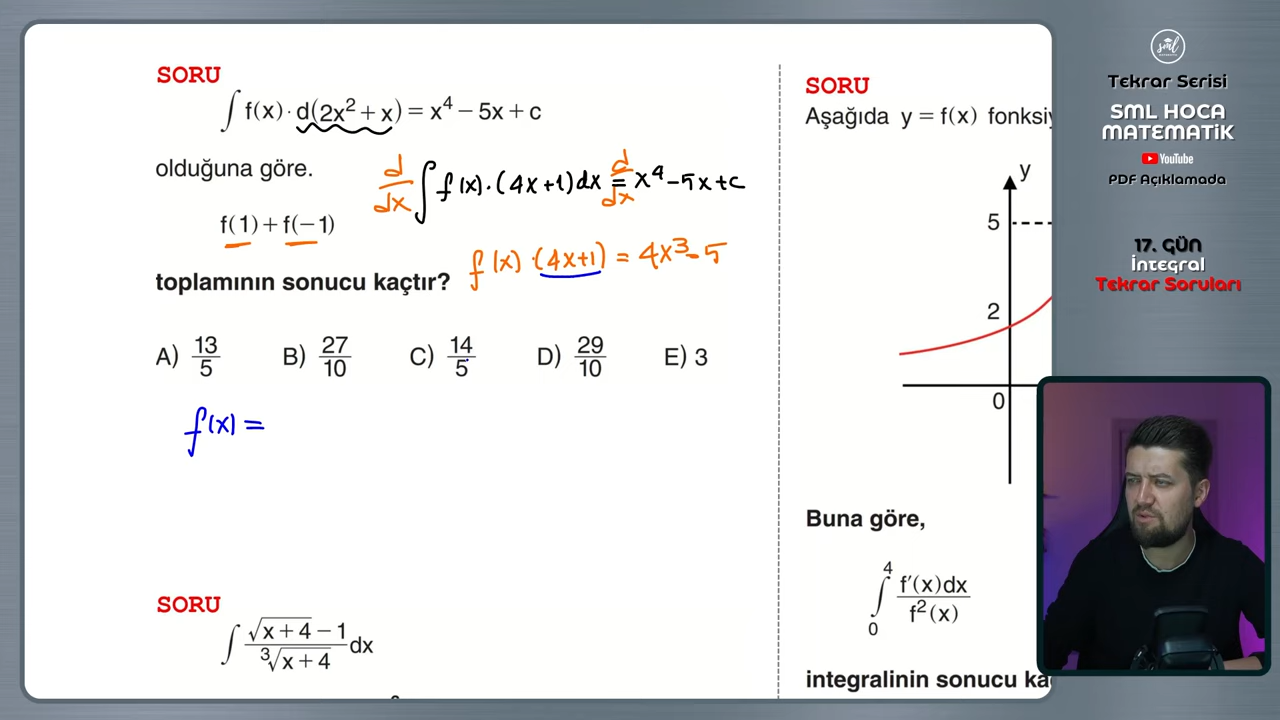 SORU
∫ f(x) · d(2x² + x) = x⁴ − 5x + c
olduğuna göre.
d/dx ∫ f(x) · (4x+1) dx = d/dx x⁴ − 5x + c
f(1) + f(−1)
f(x) · (4x+1) = 4x³ − 5
toplamının sonucu kaçtır?
A) 13/5 B) 27/10 C) 14/5 D) 29/10 E) 3
f(x) =
SORU
∫ (√(x+4) − 1)/(³√(x+4)) dx
SORU
Aşağıda y = f(x) fonksiy
y
5
2
0
Buna göre,
∫₀⁴ f′(x)dx / f²(x)
integralinin sonucu ka
sml
Tekrar Serisi
SML HOCA
MATEMATİK
YouTube
PDF Açıklamada
17. GÜN
İntegral
Tekrar Soruları